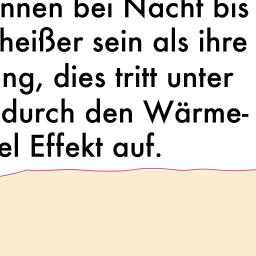 nnen bei Nacht bis
heißer sein als ihre
ng, dies tritt unter
durch den Wärme-
el Effekt auf.